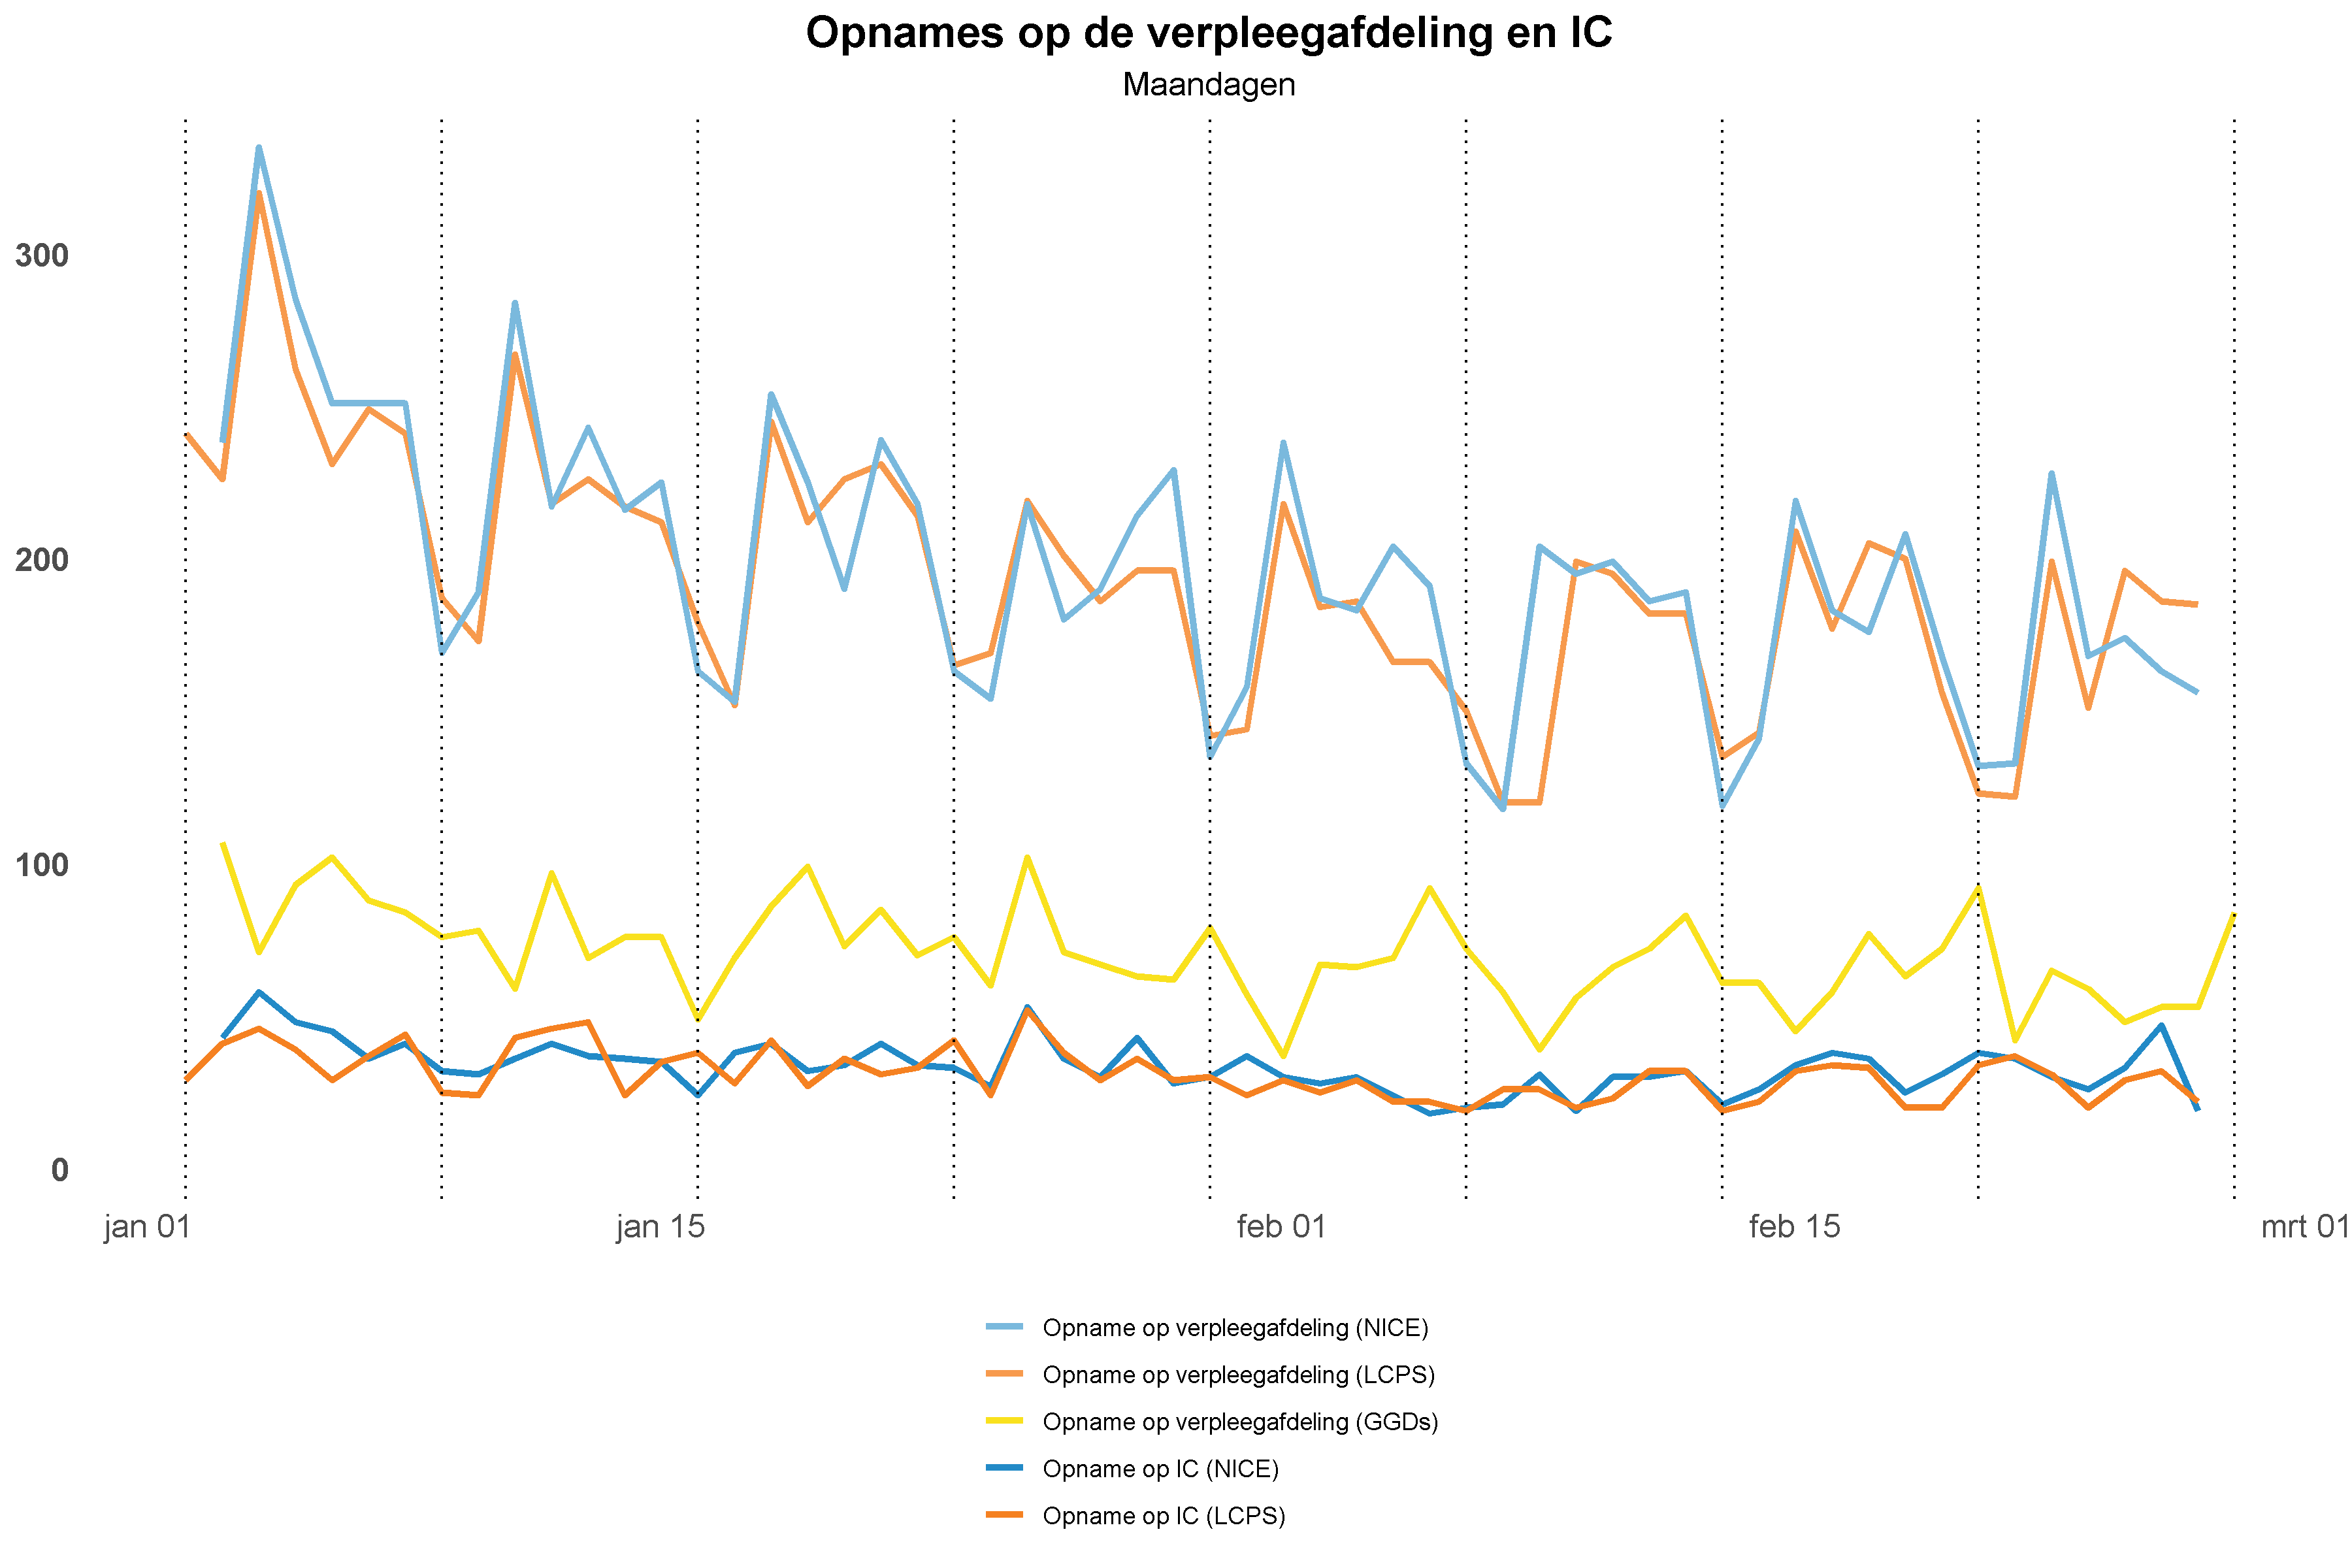 Opnames op de verpleegafdeling en IC
Maandagen
300
200
100
0
jan 01 jan 15 feb 01 feb 15 mrt 01
Opname op verpleegafdeling (NICE)
Opname op verpleegafdeling (LCPS)
Opname op verpleegafdeling (GGDs)
Opname op IC (NICE)
Opname op IC (LCPS)